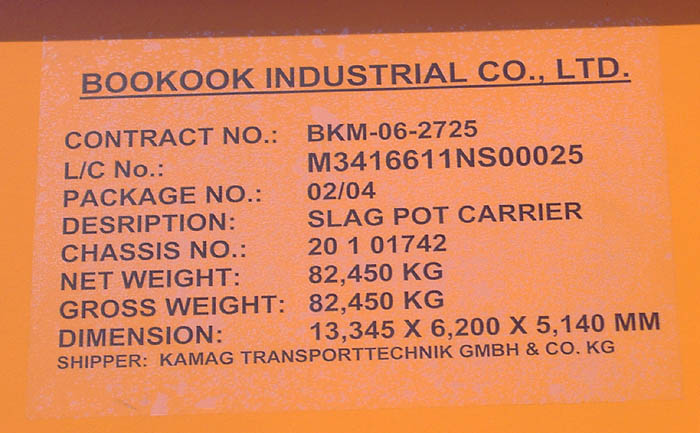 BOOKOOK INDUSTRIAL CO., LTD.
CONTRACT NO.: BKM-06-2725
L/C No.: M3416611NS00025
PACKAGE NO.: 02/04
DESRIPTION: SLAG POT CARRIER
CHASSIS NO.: 20 1 01742
NET WEIGHT: 82,450 KG
GROSS WEIGHT: 82,450 KG
DIMENSION: 13,345 X 6,200 X 5,140 MM
SHIPPER: KAMAG TRANSPORTTECHNIK GMBH & CO. KG